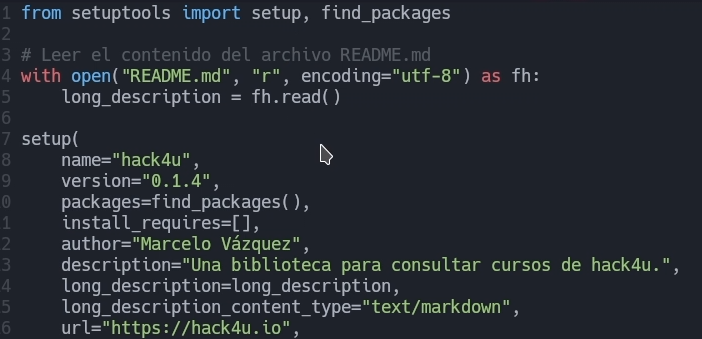 1 from setuptools import setup, find_packages
2
3 # Leer el contenido del archivo README.md
4 with open("README.md", "r", encoding="utf-8") as fh:
5     long_description = fh.read()
6
7 setup(
8     name="hack4u",
9     version="0.1.4",
0     packages=find_packages(),
1     install_requires=[],
2     author="Marcelo Vázquez",
3     description="Una biblioteca para consultar cursos de hack4u.",
4     long_description=long_description,
5     long_description_content_type="text/markdown",
6     url="https://hack4u.io",